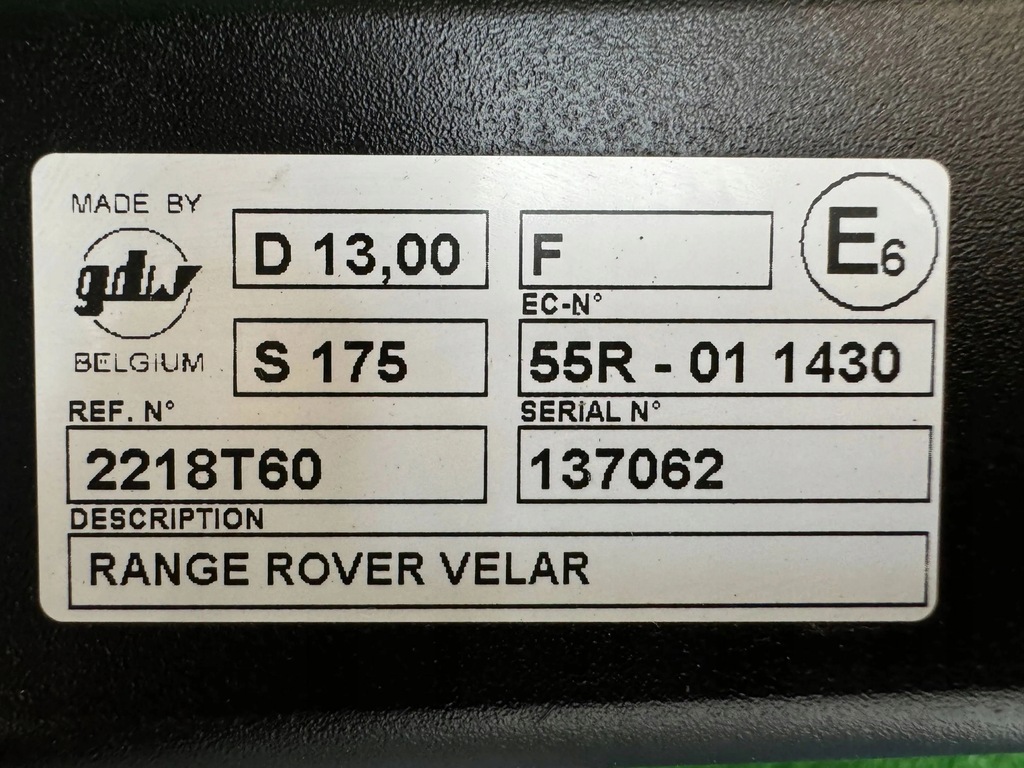 MADE BY
gdw
BELGIUM
D 13,00
F
E6
S 175
EC-N°
55R - 01 1430
REF. N°
2218T60
SERIAL N°
137062
DESCRIPTION
RANGE ROVER VELAR